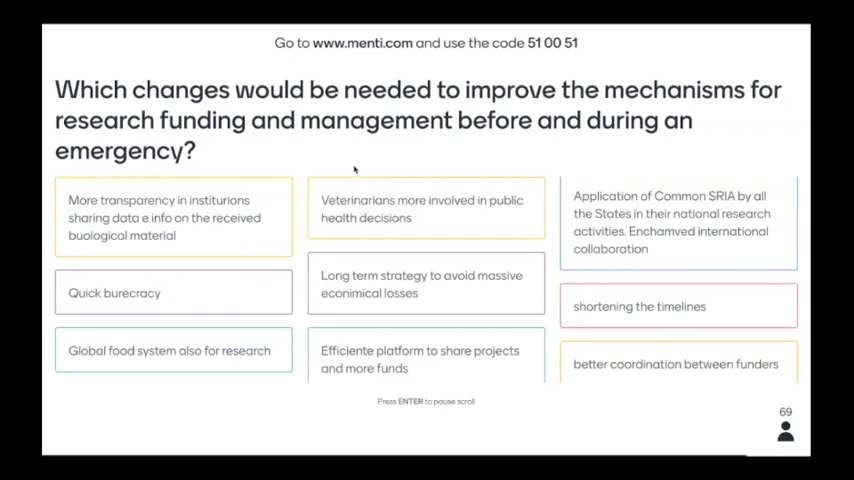 Go to www.menti.com and use the code 51 00 51
Which changes would be needed to improve the mechanisms for
research funding and management before and during an
emergency?
More transparency in institurions
sharing data e info on the received
buological material
Quick burecracy
Global food system also for research
Veterinarians more involved in public
health decisions
Long term strategy to avoid massive
econimical losses
Efficiente platform to share projects
and more funds
Application of Common SRIA by all
the States in their national research
activities. Enchamved international
collaboration
shortening the timelines
better coordination between funders
Press ENTER to pause scroll
69